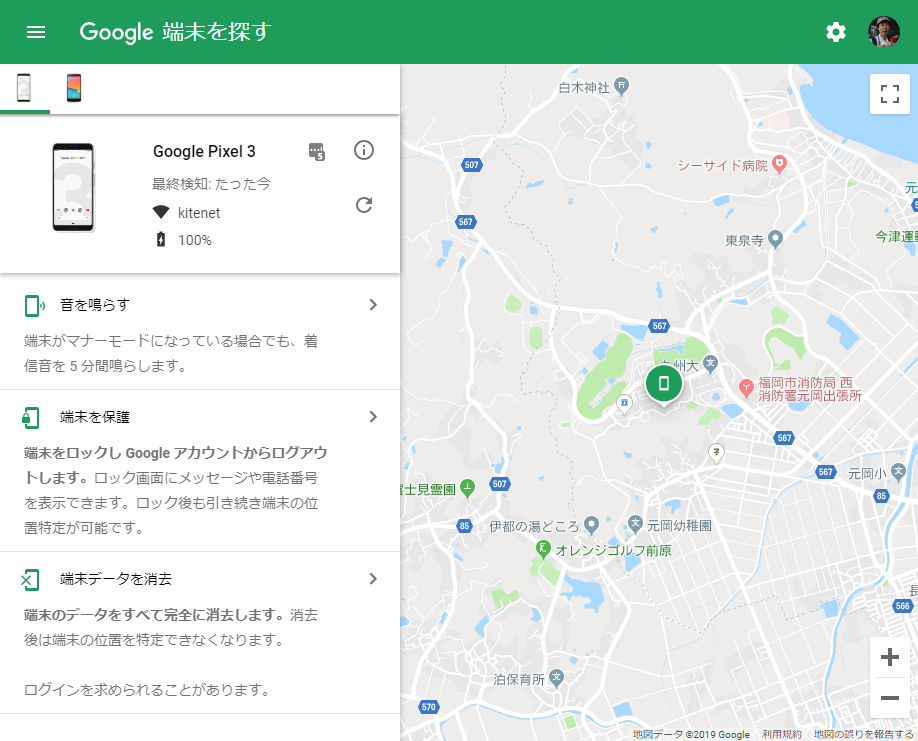 Google 端末を探す
Google Pixel 3
最終検知: たった今
kitenet
100%
音を鳴らす
端末がマナーモードになっている場合でも、着
信音を 5 分間鳴らします。
端末を保護
端末をロックし Google アカウントからログアウ
トします。ロック画面にメッセージや電話番号
を表示できます。ロック後も引き続き端末の位
置特定が可能です。
端末データを消去
端末のデータをすべて完全に消去します。消去
後は端末の位置を特定できなくなります。
ログインを求められることがあります。
白木神社
507
シーサイド病院
567
元
東泉寺
今津運動
567
州大
福岡市消防局 西
消防署元岡出張所
567
567
元岡小
富士見霊園
507
85
85
伊都の湯どころ
元岡幼稚園
オレンジゴルフ前原
566
泊保育所
570
地図データ ©2019 Google
利用規約
地図の誤りを報告する